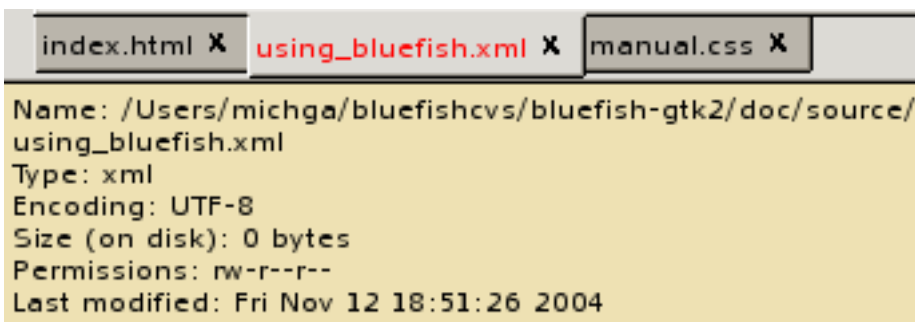 index.html x using_bluefish.xml x manual.css x
Name: /Users/michga/bluefishcvs/bluefish-gtk2/doc/source/
using_bluefish.xml
Type: xml
Encoding: UTF-8
Size (on disk): 0 bytes
Permissions: rw-r--r--
Last modified: Fri Nov 12 18:51:26 2004